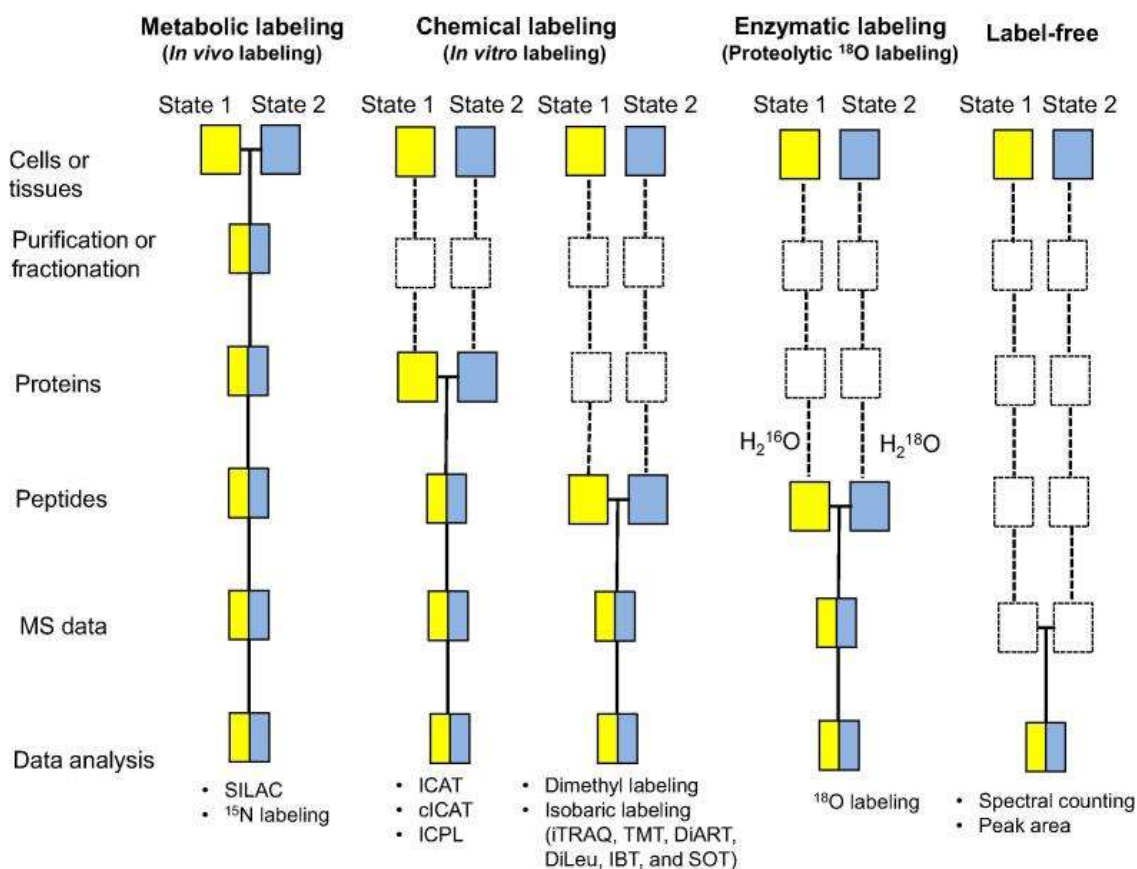 Metabolic labeling
(In vivo labeling)
Chemical labeling
(In vitro labeling)
Enzymatic labeling
(Proteolytic ¹⁸O labeling)
Label-free
State 1 State 2
State 1 State 2
State 1 State 2
State 1 State 2
State 1 State 2
Cells or
tissues
Purification or
fractionation
Proteins
H₂¹⁶O
H₂¹⁸O
Peptides
MS data
Data analysis
• SILAC
• ¹⁵N labeling
• ICAT
• cICAT
• ICPL
• Dimethyl labeling
• Isobaric labeling
(iTRAQ, TMT, DiART,
DiLeu, IBT, and SOT)
¹⁸O labeling
• Spectral counting
• Peak area